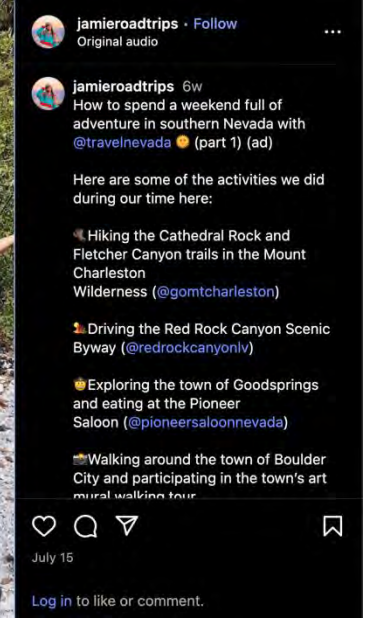 jamieroadtrips · Follow
Original audio
jamieroadtrips 6w
How to spend a weekend full of
adventure in southern Nevada with
@travelnevada 🌞 (part 1) (ad)
Here are some of the activities we did
during our time here:
🥾Hiking the Cathedral Rock and
Fletcher Canyon trails in the Mount
Charleston
Wilderness (@gomtcharleston)
Driving the Red Rock Canyon Scenic
Byway (@redrockcanyonlv)
🤠Exploring the town of Goodsprings
and eating at the Pioneer
Saloon (@pioneersaloonnevada)
📸Walking around the town of Boulder
City and participating in the town's art
mural walking tour
July 15
Log in to like or comment.